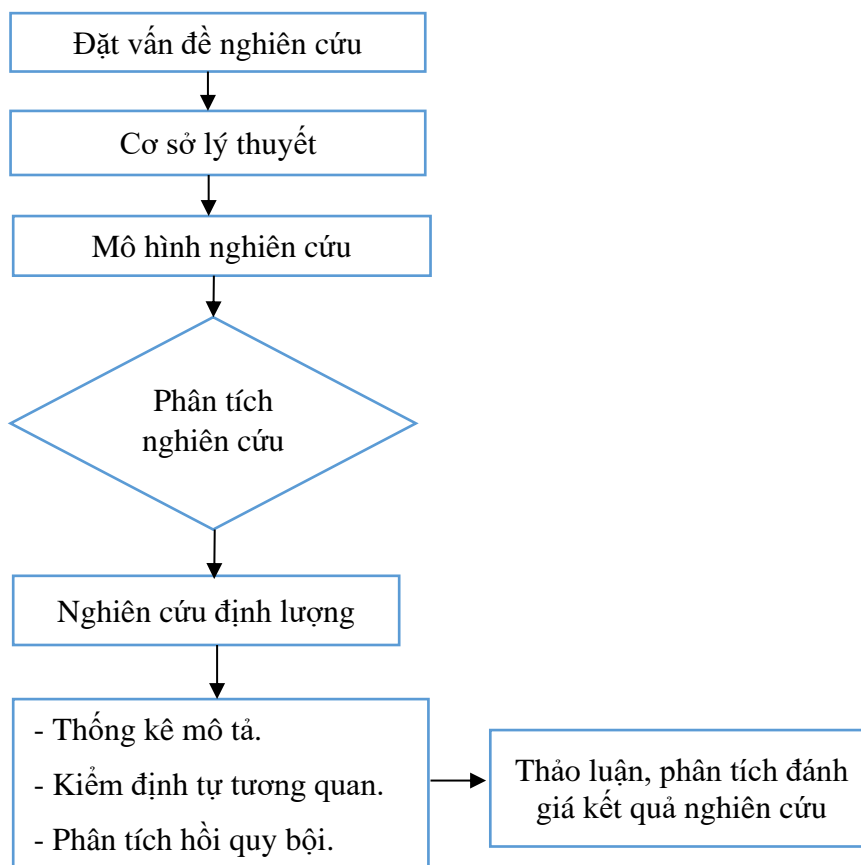 Đặt vấn đề nghiên cứu
Cơ sở lý thuyết
Mô hình nghiên cứu
Phân tích
nghiên cứu
Nghiên cứu định lượng
- Thống kê mô tả.
- Kiểm định tự tương quan.
- Phân tích hồi quy bội.
Thảo luận, phân tích đánh
giá kết quả nghiên cứu